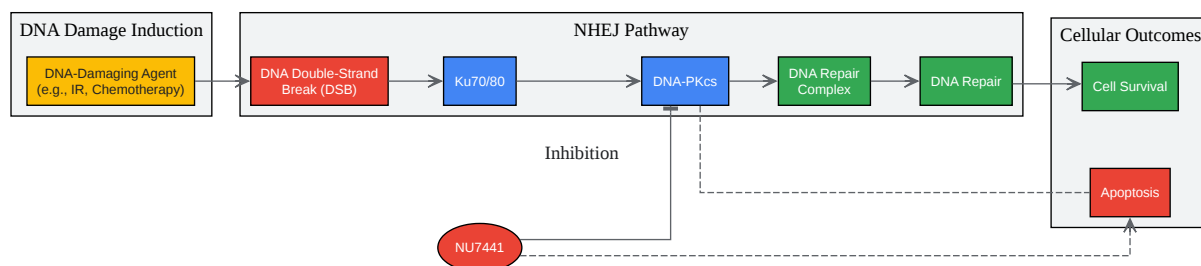 DNA Damage Induction
NHEJ Pathway
Cellular Outcomes
DNA-Damaging Agent
(e.g., IR, Chemotherapy)
DNA Double-Strand
Break (DSB)
Ku70/80
DNA-PKcs
DNA Repair
Complex
DNA Repair
Cell Survival
Inhibition
Apoptosis
NU7441